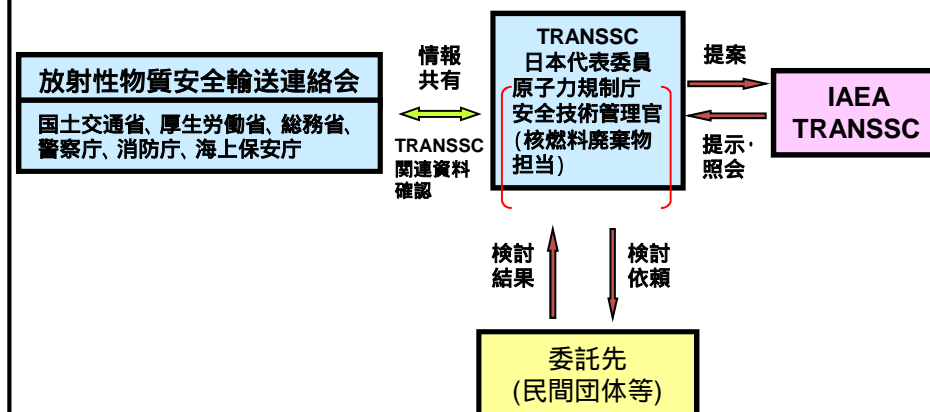 放射性物質安全輸送連絡会
国土交通省、厚生労働省、総務省、
警察庁、消防庁、海上保安庁
情報
共有
TRANSSC
関連資料
確認
TRANSSC
日本代表委員
原子力規制庁
安全技術管理官
(核燃料廃棄物
担当)
提案
提示・
照会
IAEA
TRANSSC
検討
結果
検討
依頼
委託先
(民間団体等)